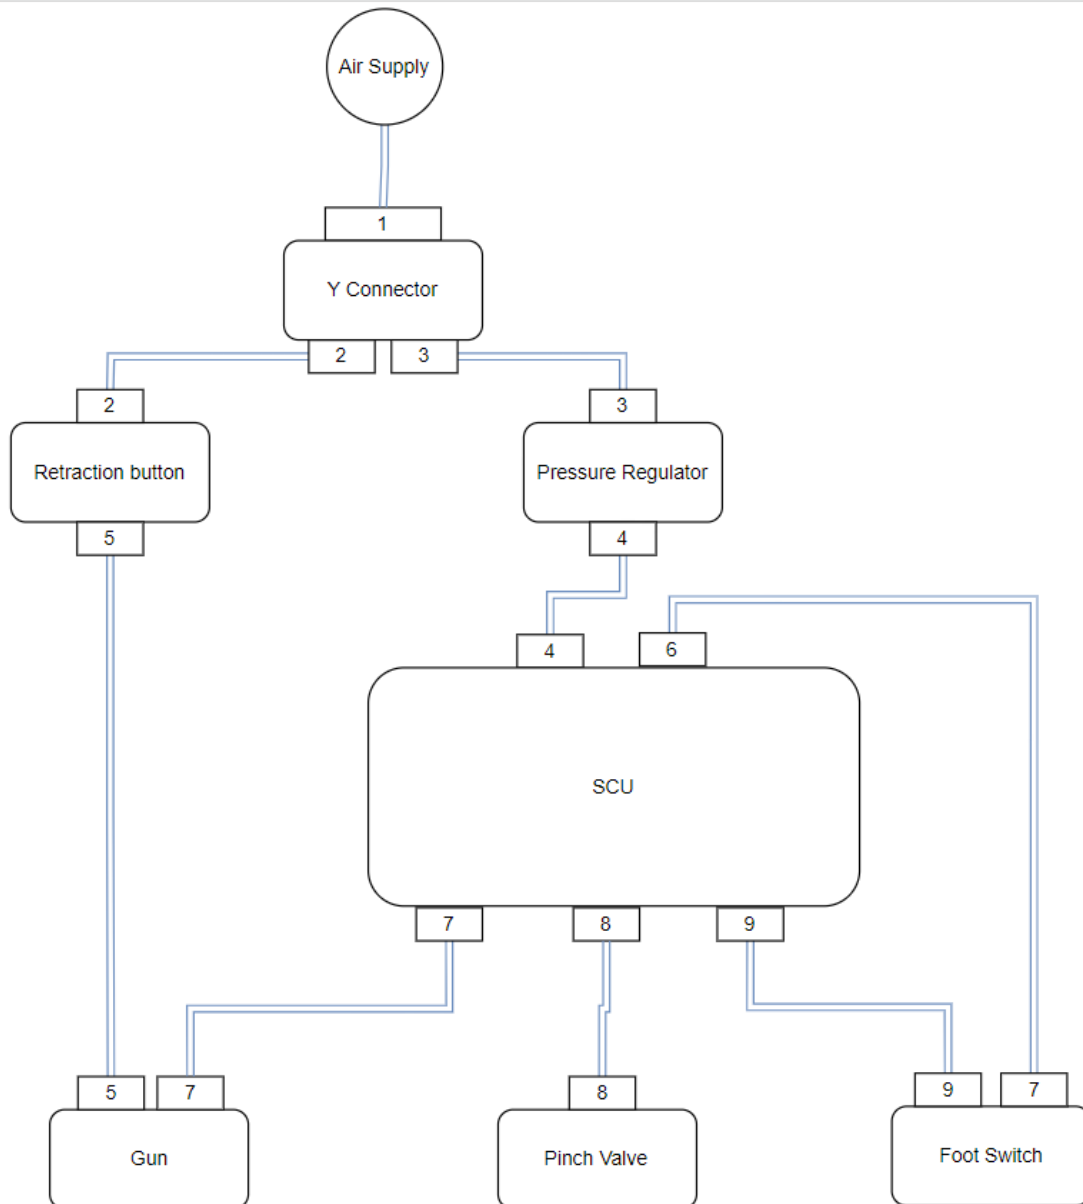 Air Supply
1
Y Connector
2
3
2
3
Retraction button
Pressure Regulator
5
4
4
6
SCU
7
8
9
5
7
8
9
7
Gun
Pinch Valve
Foot Switch